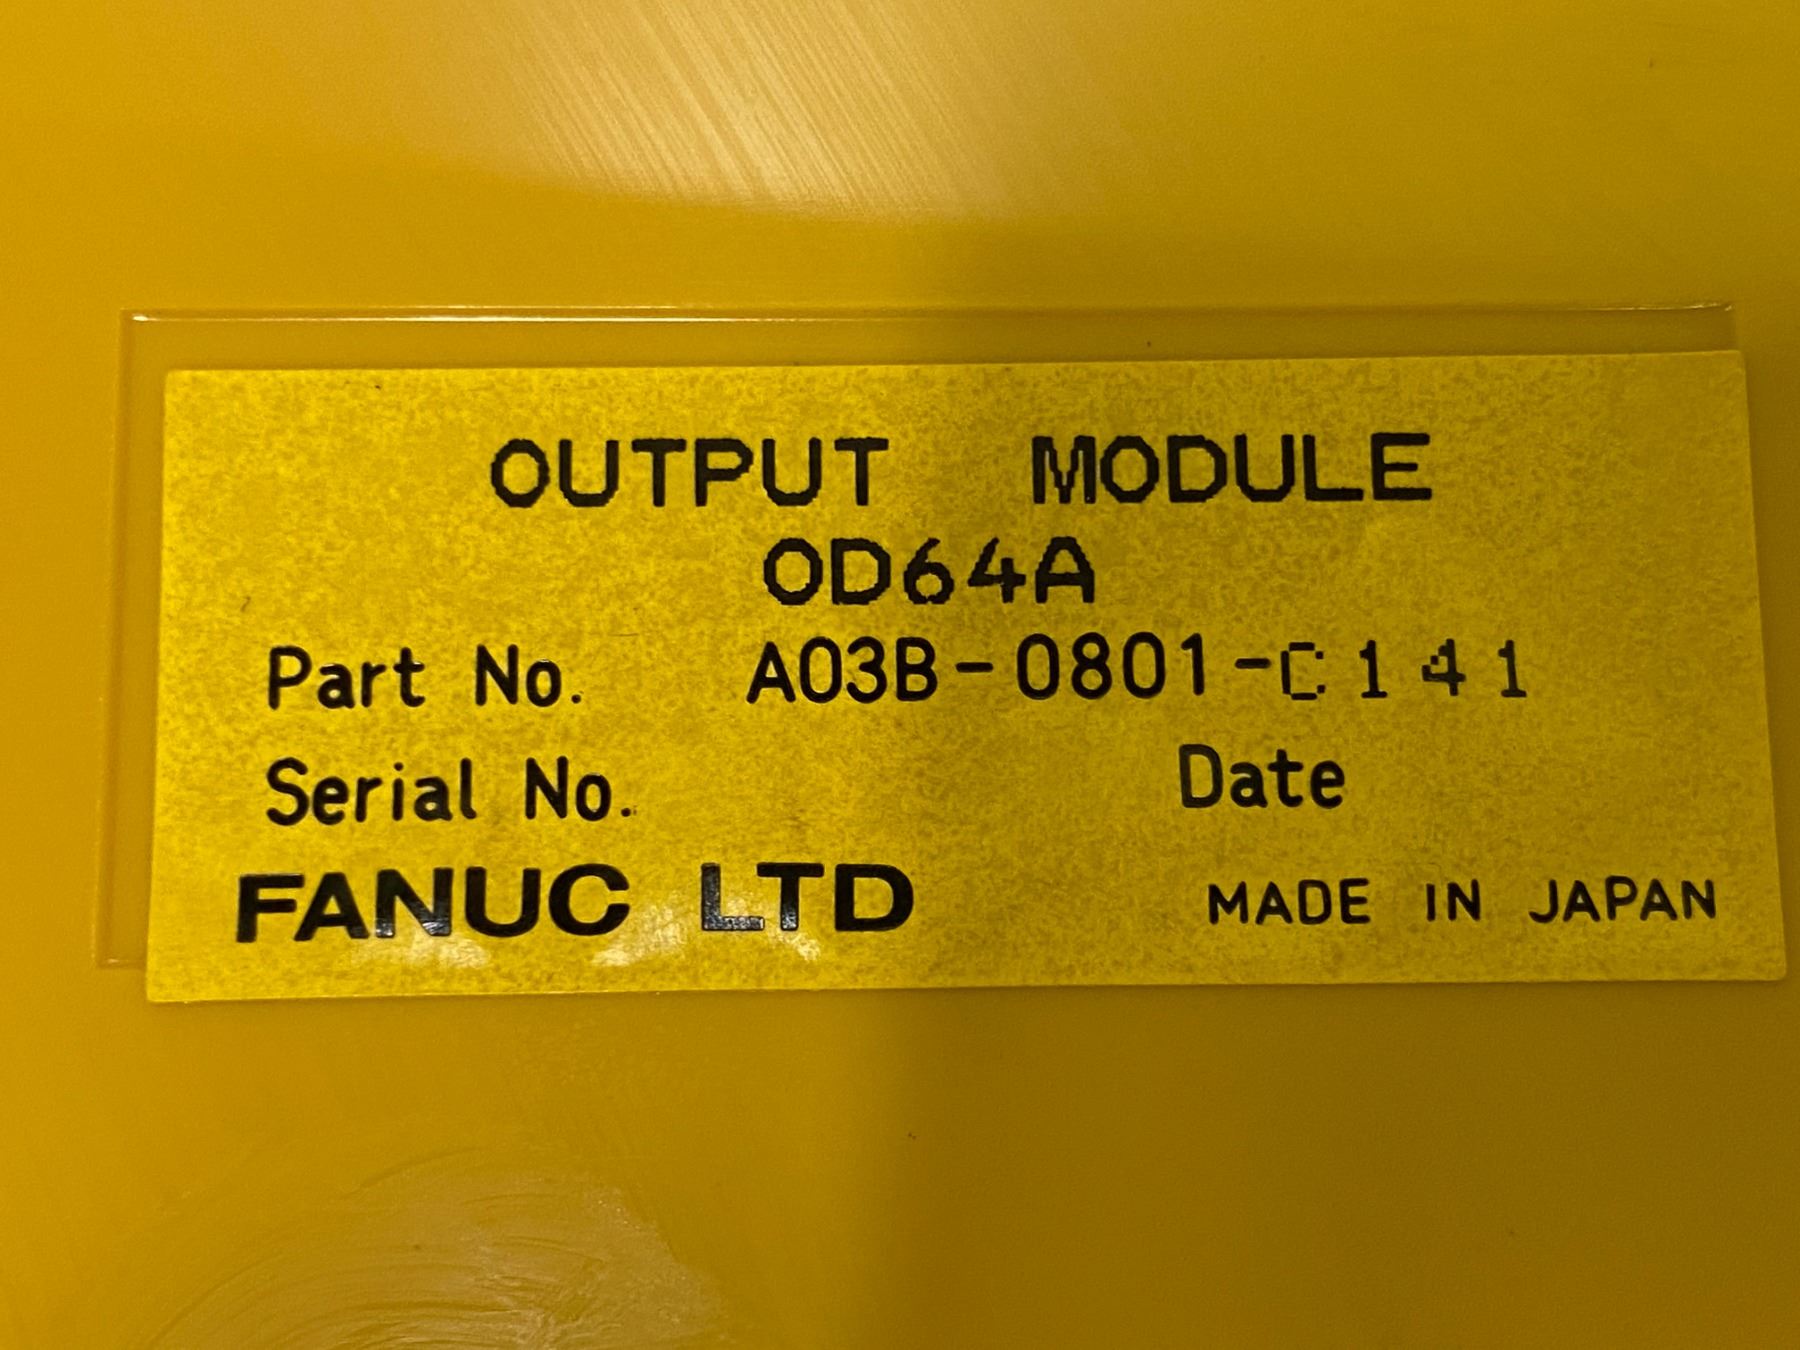 OUTPUT MODULE
OD64A
Part No. A03B-0801-C141
Serial No. Date
FANUC LTD MADE IN JAPAN